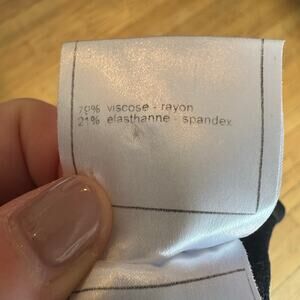 79% viscose - rayon
21% elasthanne - spandex